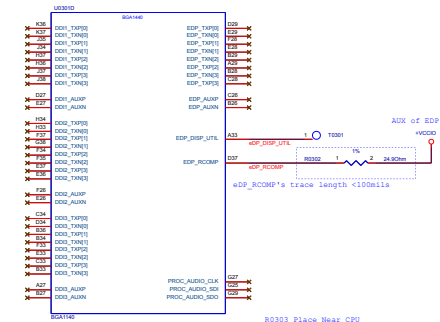 U0301D
BGA1440
K36 DDI1_TXP[0] EDP_TXP[0] D29
K37 DDI1_TXN[0] EDP_TXN[0] E29
J35 DDI1_TXP[1] EDP_TXP[1] F28
J34 DDI1_TXN[1] EDP_TXN[1] E28
H37 DDI1_TXP[2] EDP_TXN[2] B29
H36 DDI1_TXN[2] EDP_TXP[2] A29
J37 DDI1_TXP[3] EDP_TXP[3] B28
J38 DDI1_TXN[3] EDP_TXN[3] C28
D27 DDI1_AUXP EDP_AUXP C26
E27 DDI1_AUXN EDP_AUXN B26
AUX of EDP
H34 DDI2_TXP[0]
H33 DDI2_TXN[0]
F37 DDI2_TXP[1] EDP_DISP_UTIL A33 1 T0301 +VCCIO
G38 DDI2_TXN[1] eDP_DISP_UTIL
F34 DDI2_TXP[2] 1%
F35 DDI2_TXN[2] EDP_RCOMP D37 R0302 1 2 24.9Ohm
E37 DDI2_TXP[3] eDP_RCOMP
E36 DDI2_TXN[3]
eDP_RCOMP's trace length <100mils
F26 DDI2_AUXP
E26 DDI2_AUXN
C34 DDI3_TXP[0]
D34 DDI3_TXN[0]
B36 DDI3_TXP[1]
B34 DDI3_TXN[1]
F33 DDI3_TXP[2]
E33 DDI3_TXN[2]
C33 DDI3_TXP[3]
B33 DDI3_TXN[3]
PROC_AUDIO_CLK G27
A27 DDI3_AUXP PROC_AUDIO_SDI G25
B27 DDI3_AUXN PROC_AUDIO_SDO G29
BGA1140
R0303 Place Near CPU